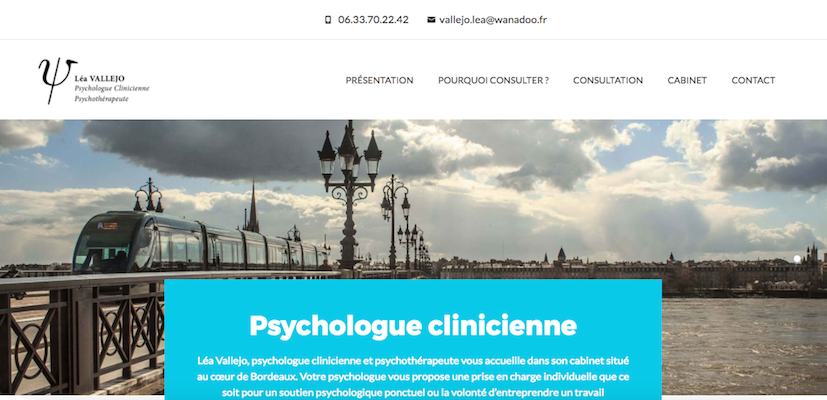 06.33.70.22.42 vallejo.lea@wanadoo.fr
Léa VALLEJO
Psychologue Clinicienne
Psychothérapeute
PRÉSENTATION POURQUOI CONSULTER ? CONSULTATION CABINET CONTACT
Psychologue clinicienne
Léa Vallejo, psychologue clinicienne et psychothérapeute vous accueille dans son cabinet situé
au cœur de Bordeaux. Votre psychologue vous propose une prise en charge individuelle que ce
soit pour un soutien psychologique ponctuel ou la volonté d'entreprendre un travail